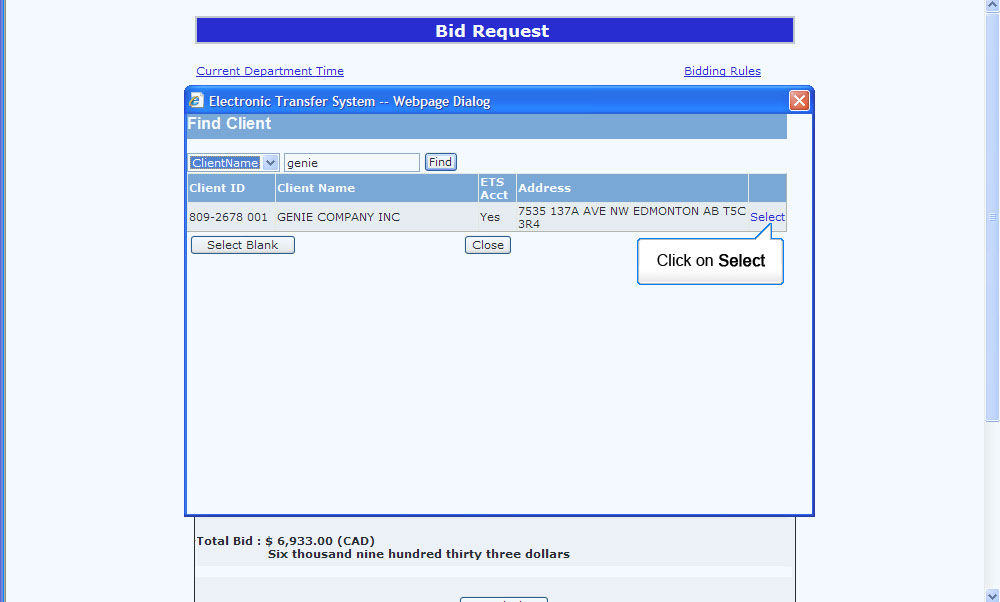 Bid Request
Current Department Time
Bidding Rules
Electronic Transfer System -- Webpage Dialog
Find Client
ClientName
genie
Find
Client ID
Client Name
ETS
Acct
Address
809-2678 001
GENIE COMPANY INC
Yes
7535 137A AVE NW EDMONTON AB T5C
3R4
Select
Select Blank
Close
Click on Select
Total Bid : $ 6,933.00 (CAD)
Six thousand nine hundred thirty three dollars